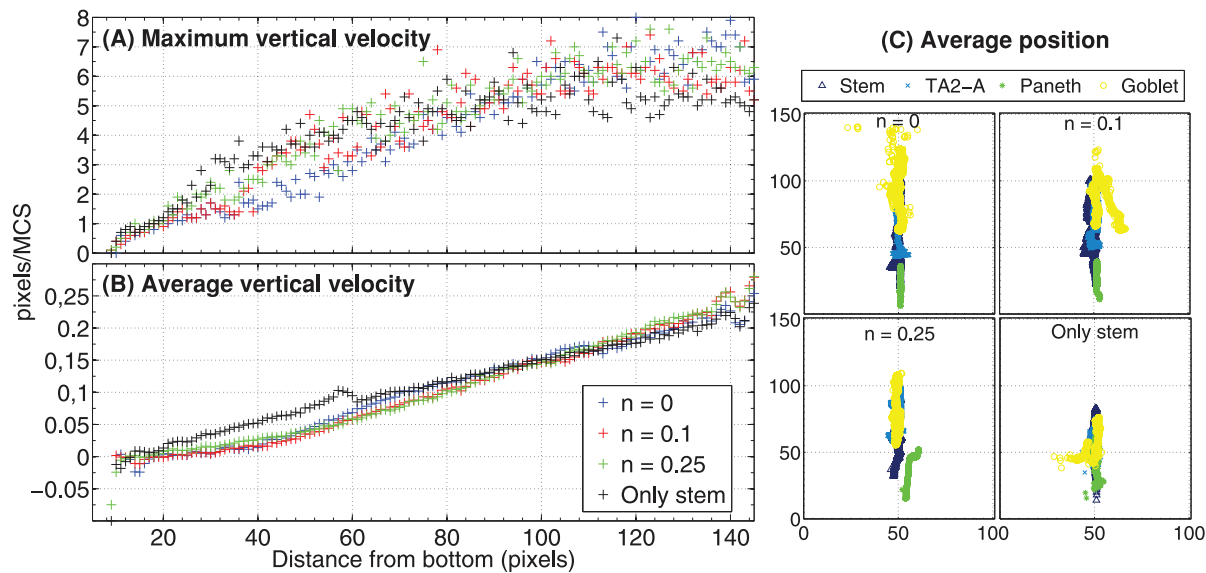 (A) Maximum vertical velocity
8
7
6
5
4
3
2
1
0
pixels/MCS
(B) Average vertical velocity
0,25
0.2
0,15
0.1
0,05
0
−0.05
n = 0
n = 0.1
n = 0.25
Only stem
20 40 60 80 100 120 140
Distance from bottom (pixels)
(C) Average position
Stem TA2−A Paneth Goblet
150
n = 0
n = 0.1
100
50
0
150
n = 0.25
Only stem
100
50
0
0 50 100
0 50 100